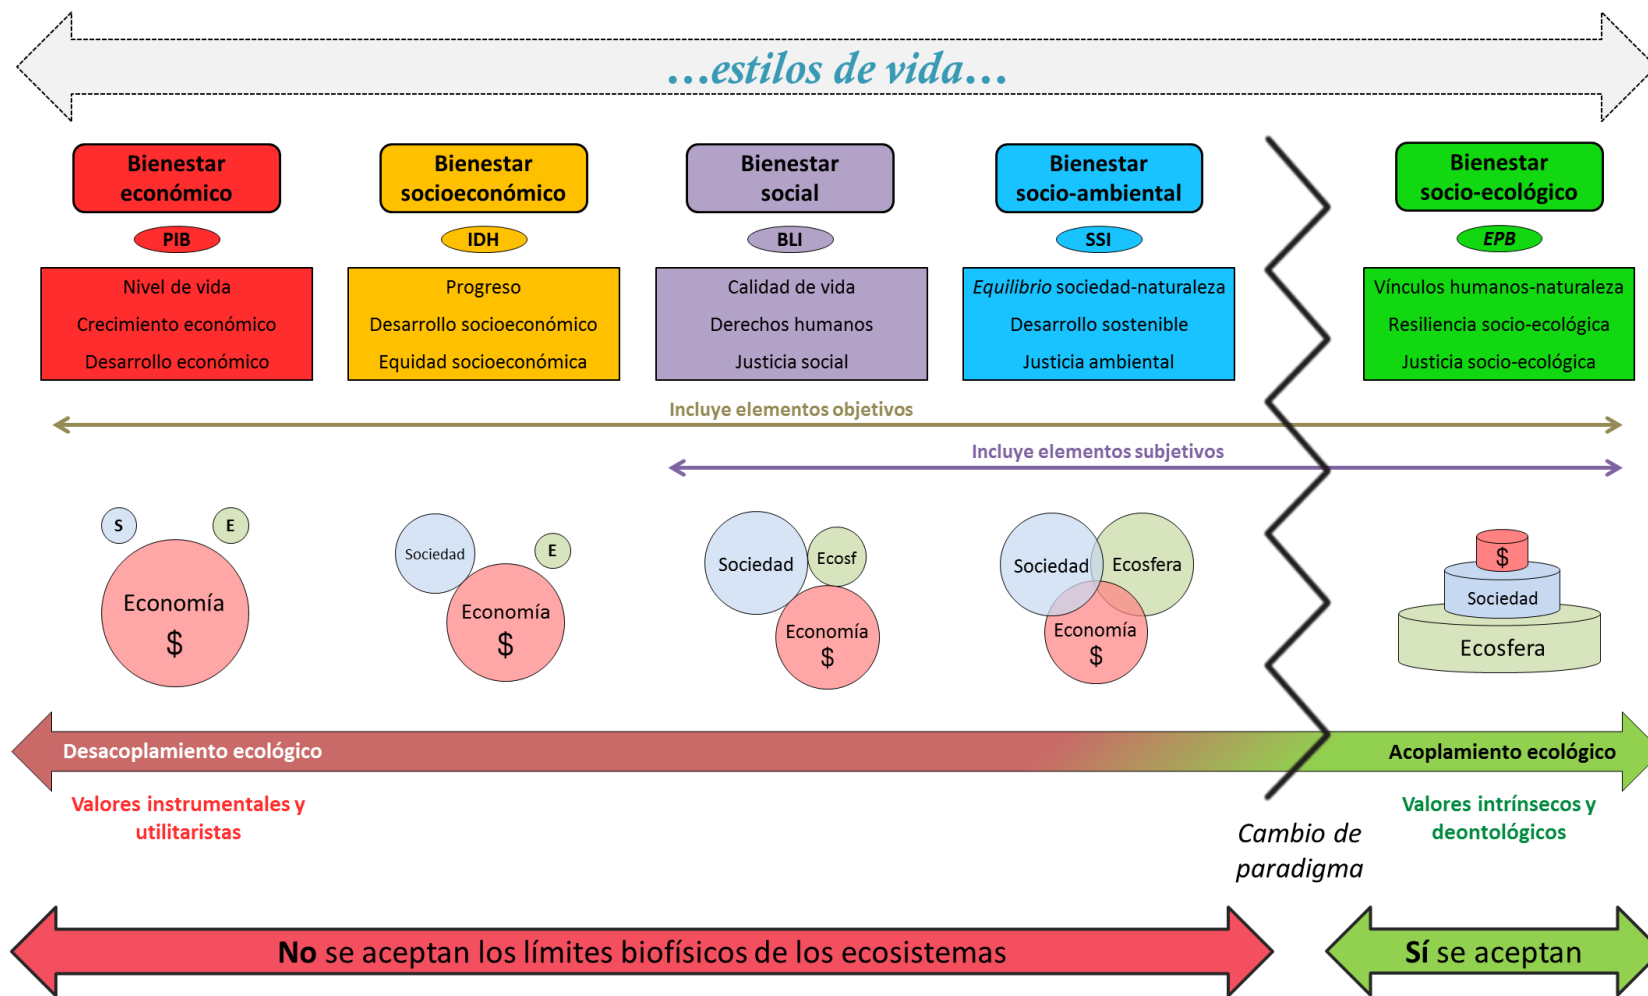 ...estilos de vida...
Bienestar
económico
Bienestar
socioeconómico
Bienestar
social
Bienestar
socio-ambiental
Bienestar
socio-ecológico
PIB
IDH
BLI
SSI
EPB
Nivel de vida
Crecimiento económico
Desarrollo económico
Progreso
Desarrollo socioeconómico
Equidad socioeconómica
Calidad de vida
Derechos humanos
Justicia social
Equilibrio sociedad-naturaleza
Desarrollo sostenible
Justicia ambiental
Vínculos humanos-naturaleza
Resiliencia socio-ecológica
Justicia socio-ecológica
Incluye elementos objetivos
Incluye elementos subjetivos
S
E
Economía
$
Sociedad
E
Economía
$
Sociedad
Ecosf
Economía
$
Sociedad
Ecosfera
Economía
$
$
Sociedad
Ecosfera
Desacoplamiento ecológico
Acoplamiento ecológico
Valores instrumentales y
utilitaristas
Valores intrínsecos y
deontológicos
Cambio de
paradigma
No se aceptan los límites biofísicos de los ecosistemas
Sí se aceptan